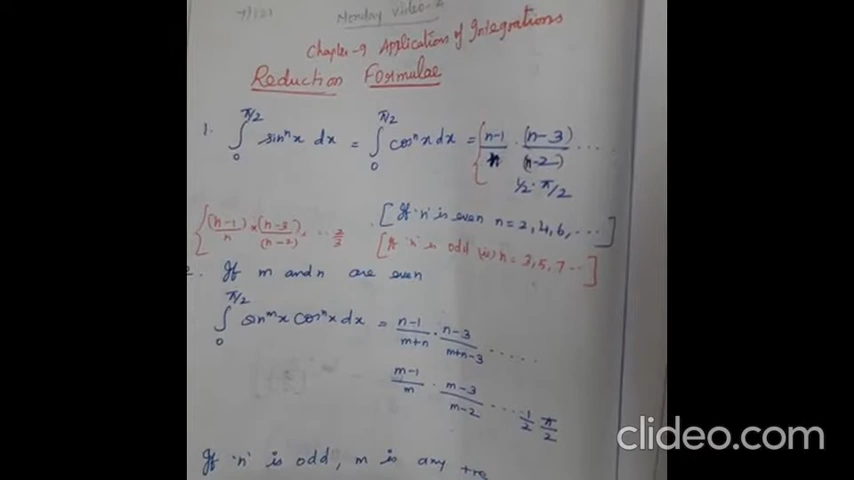 Monday Video-2
Chapter-9 Applications of Integrations
Reduction Formulae
1. ∫₀^{π/2} sinⁿx dx = ∫₀^{π/2} cosⁿx dx = { (n-1)/n · (n-3)/(n-2) ....
1/2 · π/2
[If 'n' is even n = 2, 4, 6, ...]
{ (n-1)/n × (n-3)/(n-2), ... 2/3 [If 'n' is odd (ie) n = 3, 5, 7 ...]
2. If m and n are even
∫₀^{π/2} sinᵐx cosⁿx dx = (n-1)/(m+n) · (n-3)/(m+n-3) .....
(m-1)/m · (m-3)/(m-2) ... 1/2 π/2
If 'n' is odd, m is any +ve
clideo.com